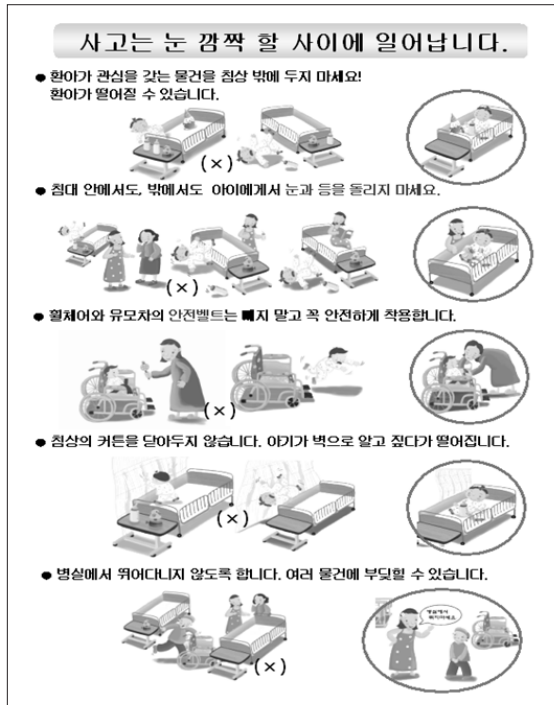 사고는 눈 깜짝 할 사이에 일어납니다.
● 환아가 관심을 갖는 물건을 침상 밖에 두지 마세요!
환아가 떨어질 수 있습니다.
(×)
● 침대 안에서도, 밖에서도 아이에게서 눈과 등을 돌리지 마세요.
(×)
● 휠체어와 유모차의 안전벨트는 빼지 말고 꼭 안전하게 착용합니다.
(×)
● 침상의 커튼을 닫아두지 않습니다. 아기가 벽으로 알고 짚다가 떨어집니다.
(×)
● 병실에서 뛰어다니지 않도록 합니다. 여러 물건에 부딪힐 수 있습니다.
병실에서
(×)